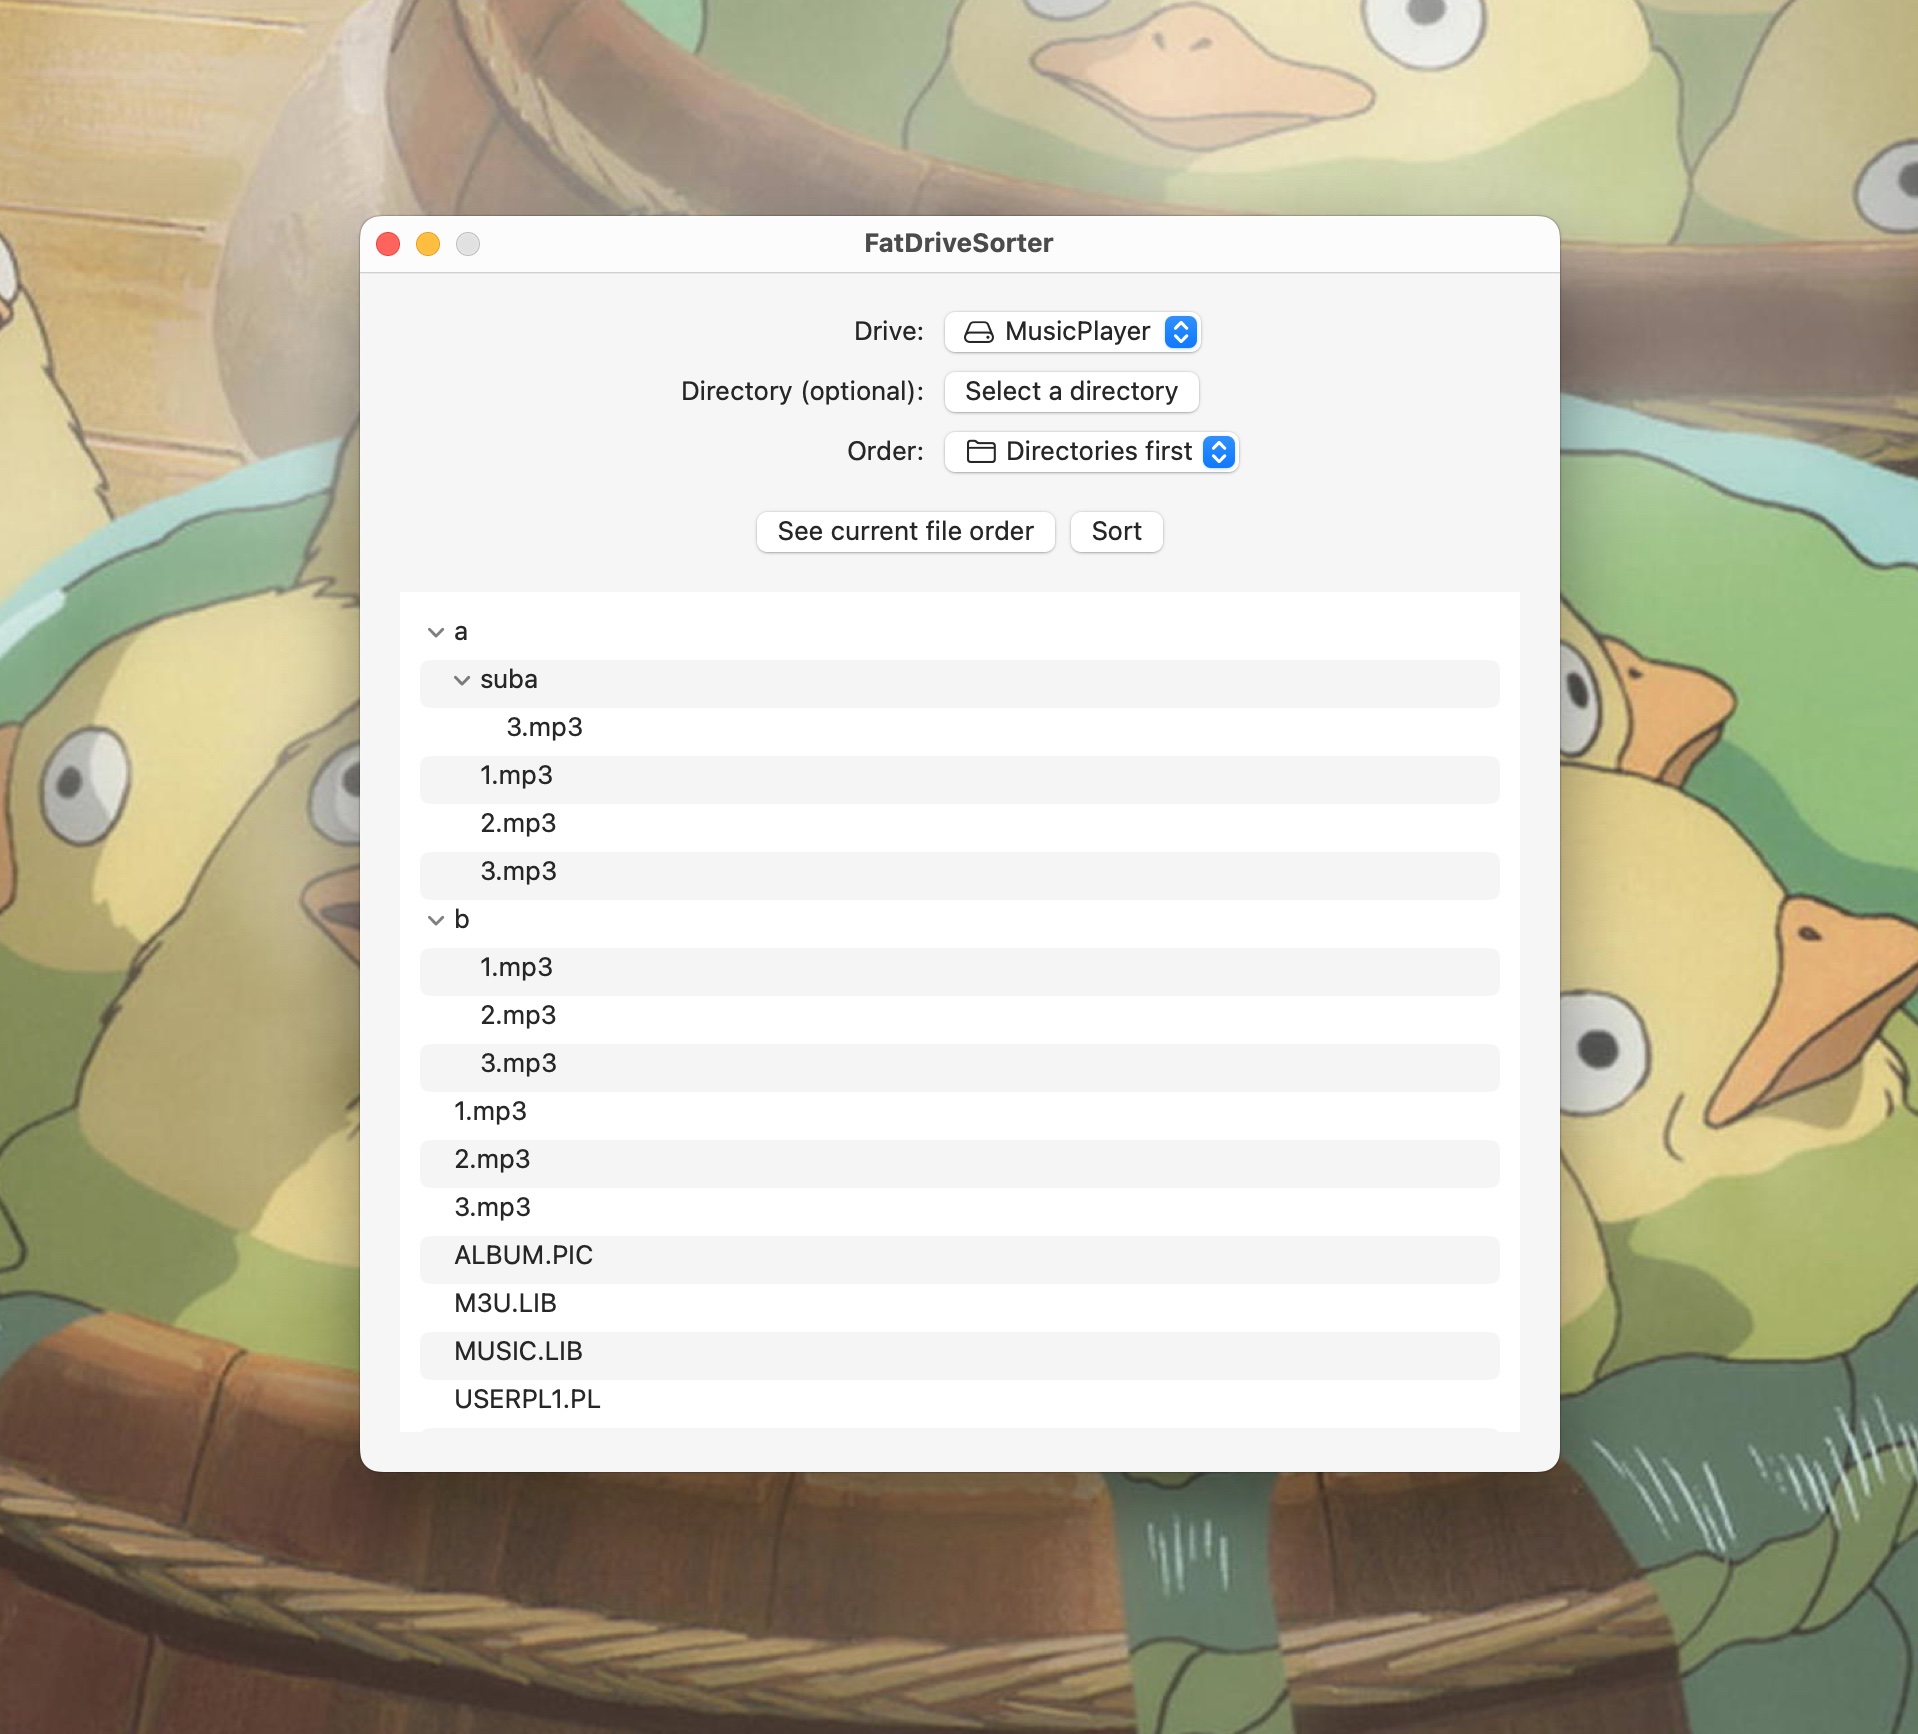 FatDriveSorter
Drive: MusicPlayer
Directory (optional): Select a directory
Order: Directories first
See current file order Sort
a
suba
3.mp3
1.mp3
2.mp3
3.mp3
b
1.mp3
2.mp3
3.mp3
1.mp3
2.mp3
3.mp3
ALBUM.PIC
M3U.LIB
MUSIC.LIB
USERPL1.PL